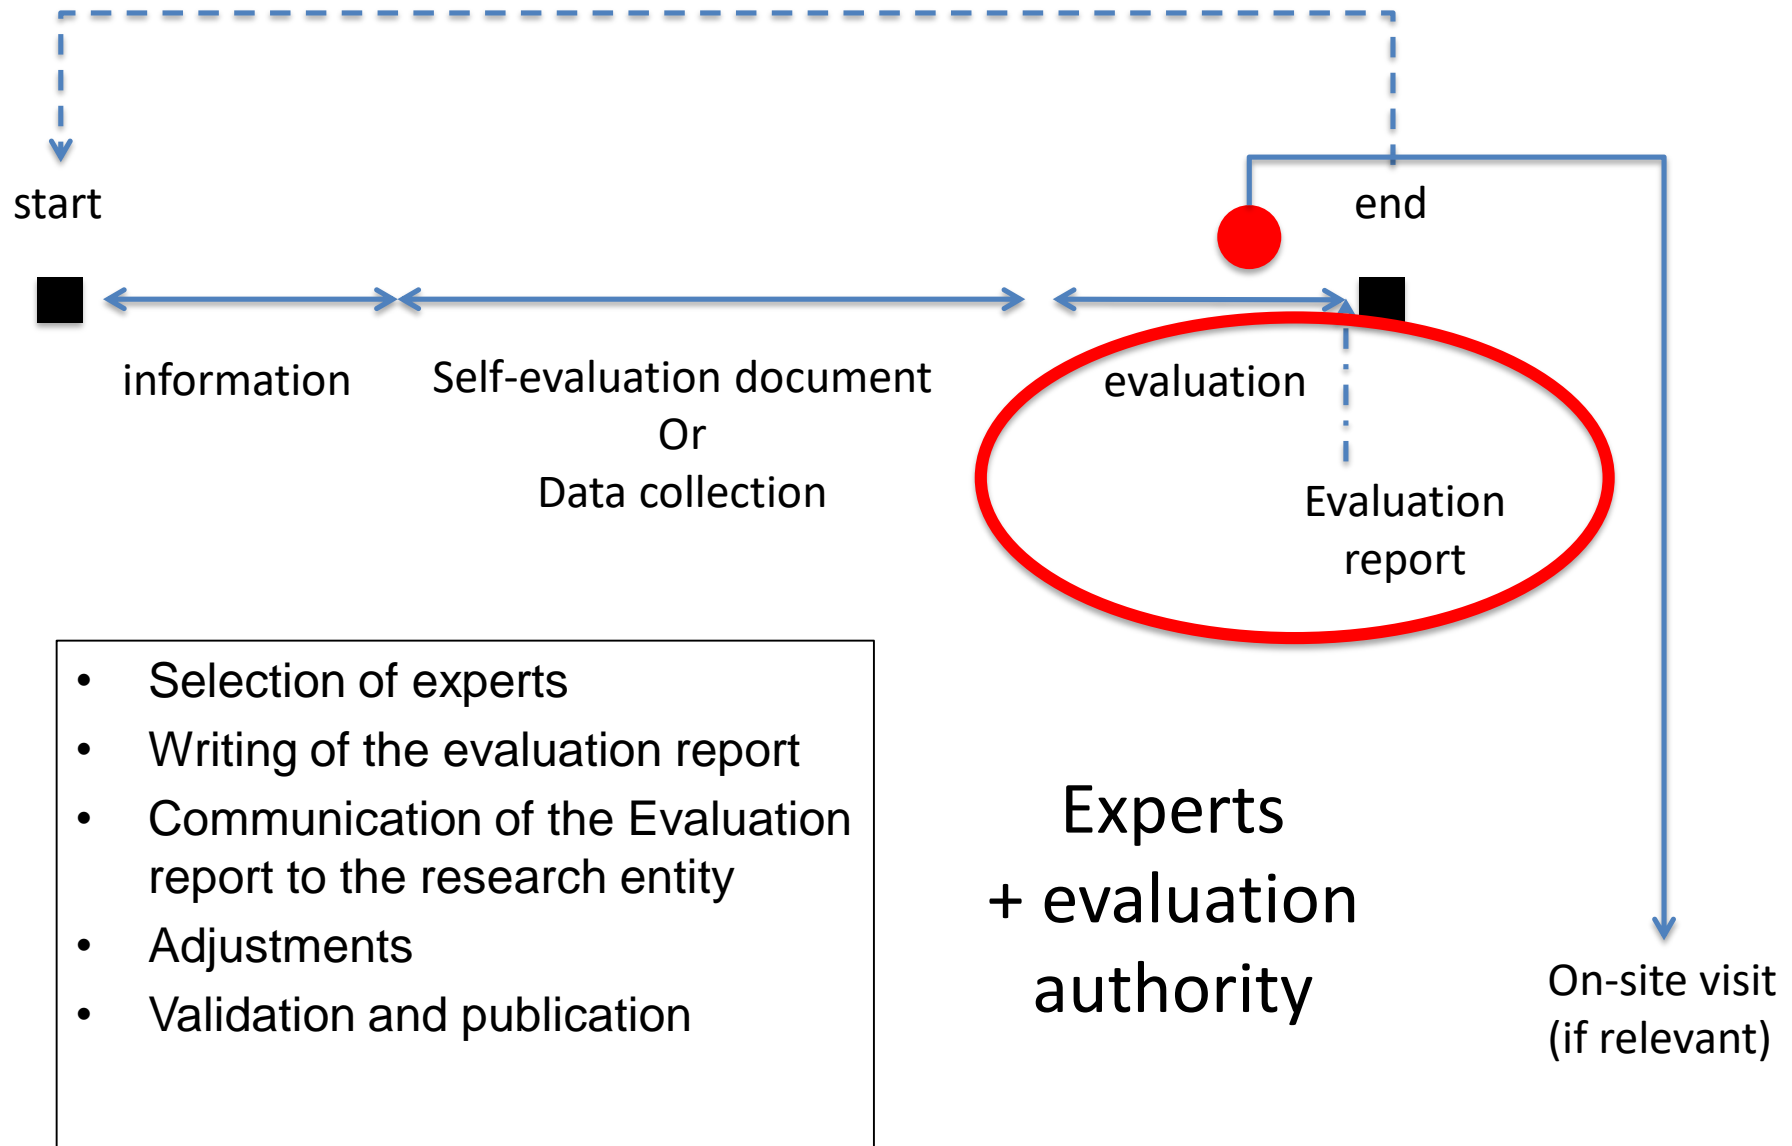 start
end
information
Self-evaluation document
Or
Data collection
evaluation
Evaluation
report
• Selection of experts
• Writing of the evaluation report
• Communication of the Evaluation
report to the research entity
• Adjustments
• Validation and publication
Experts
+ evaluation
authority
On-site visit
(if relevant)